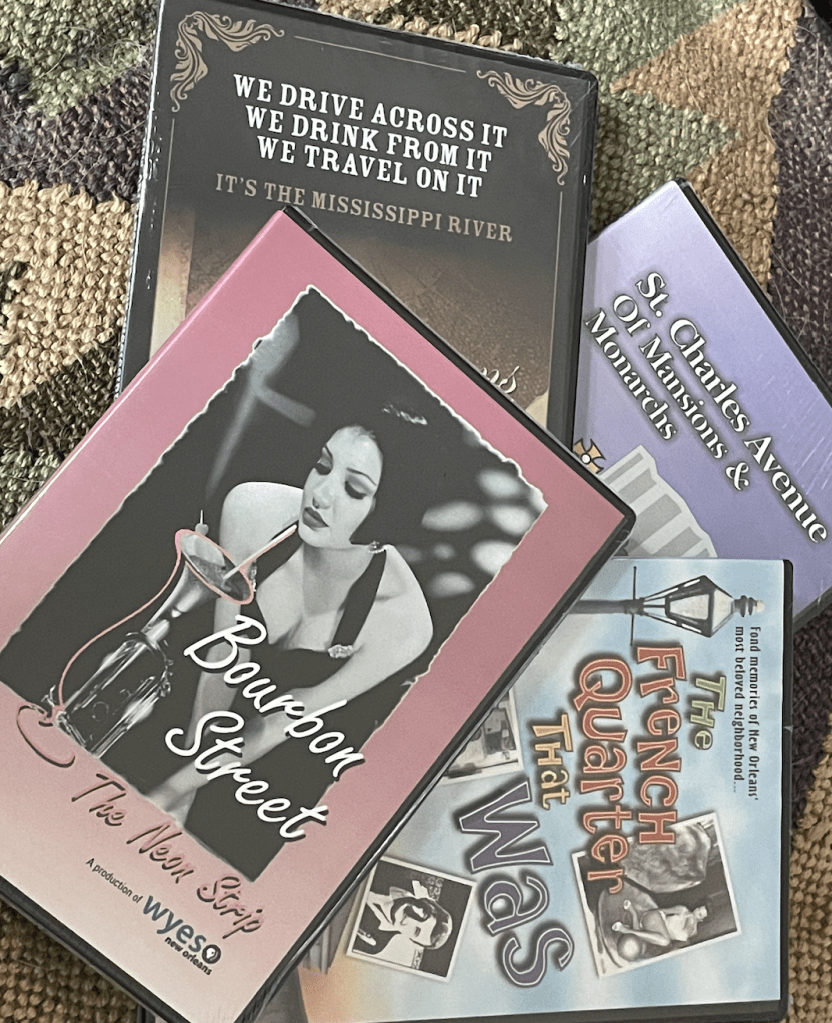 WE DRIVE ACROSS IT
WE DRINK FROM IT
WE TRAVEL ON IT
IT'S THE MISSISSIPPI RIVER
St. Charles Avenue
Of Mansions &
Monarchs
Bourbon
Street
The Neon Strip
A production of
wyes
new orleans
Fond memories of New Orleans'
most beloved neighborhood...
THe
FRENCH
QUarter
THat
Was